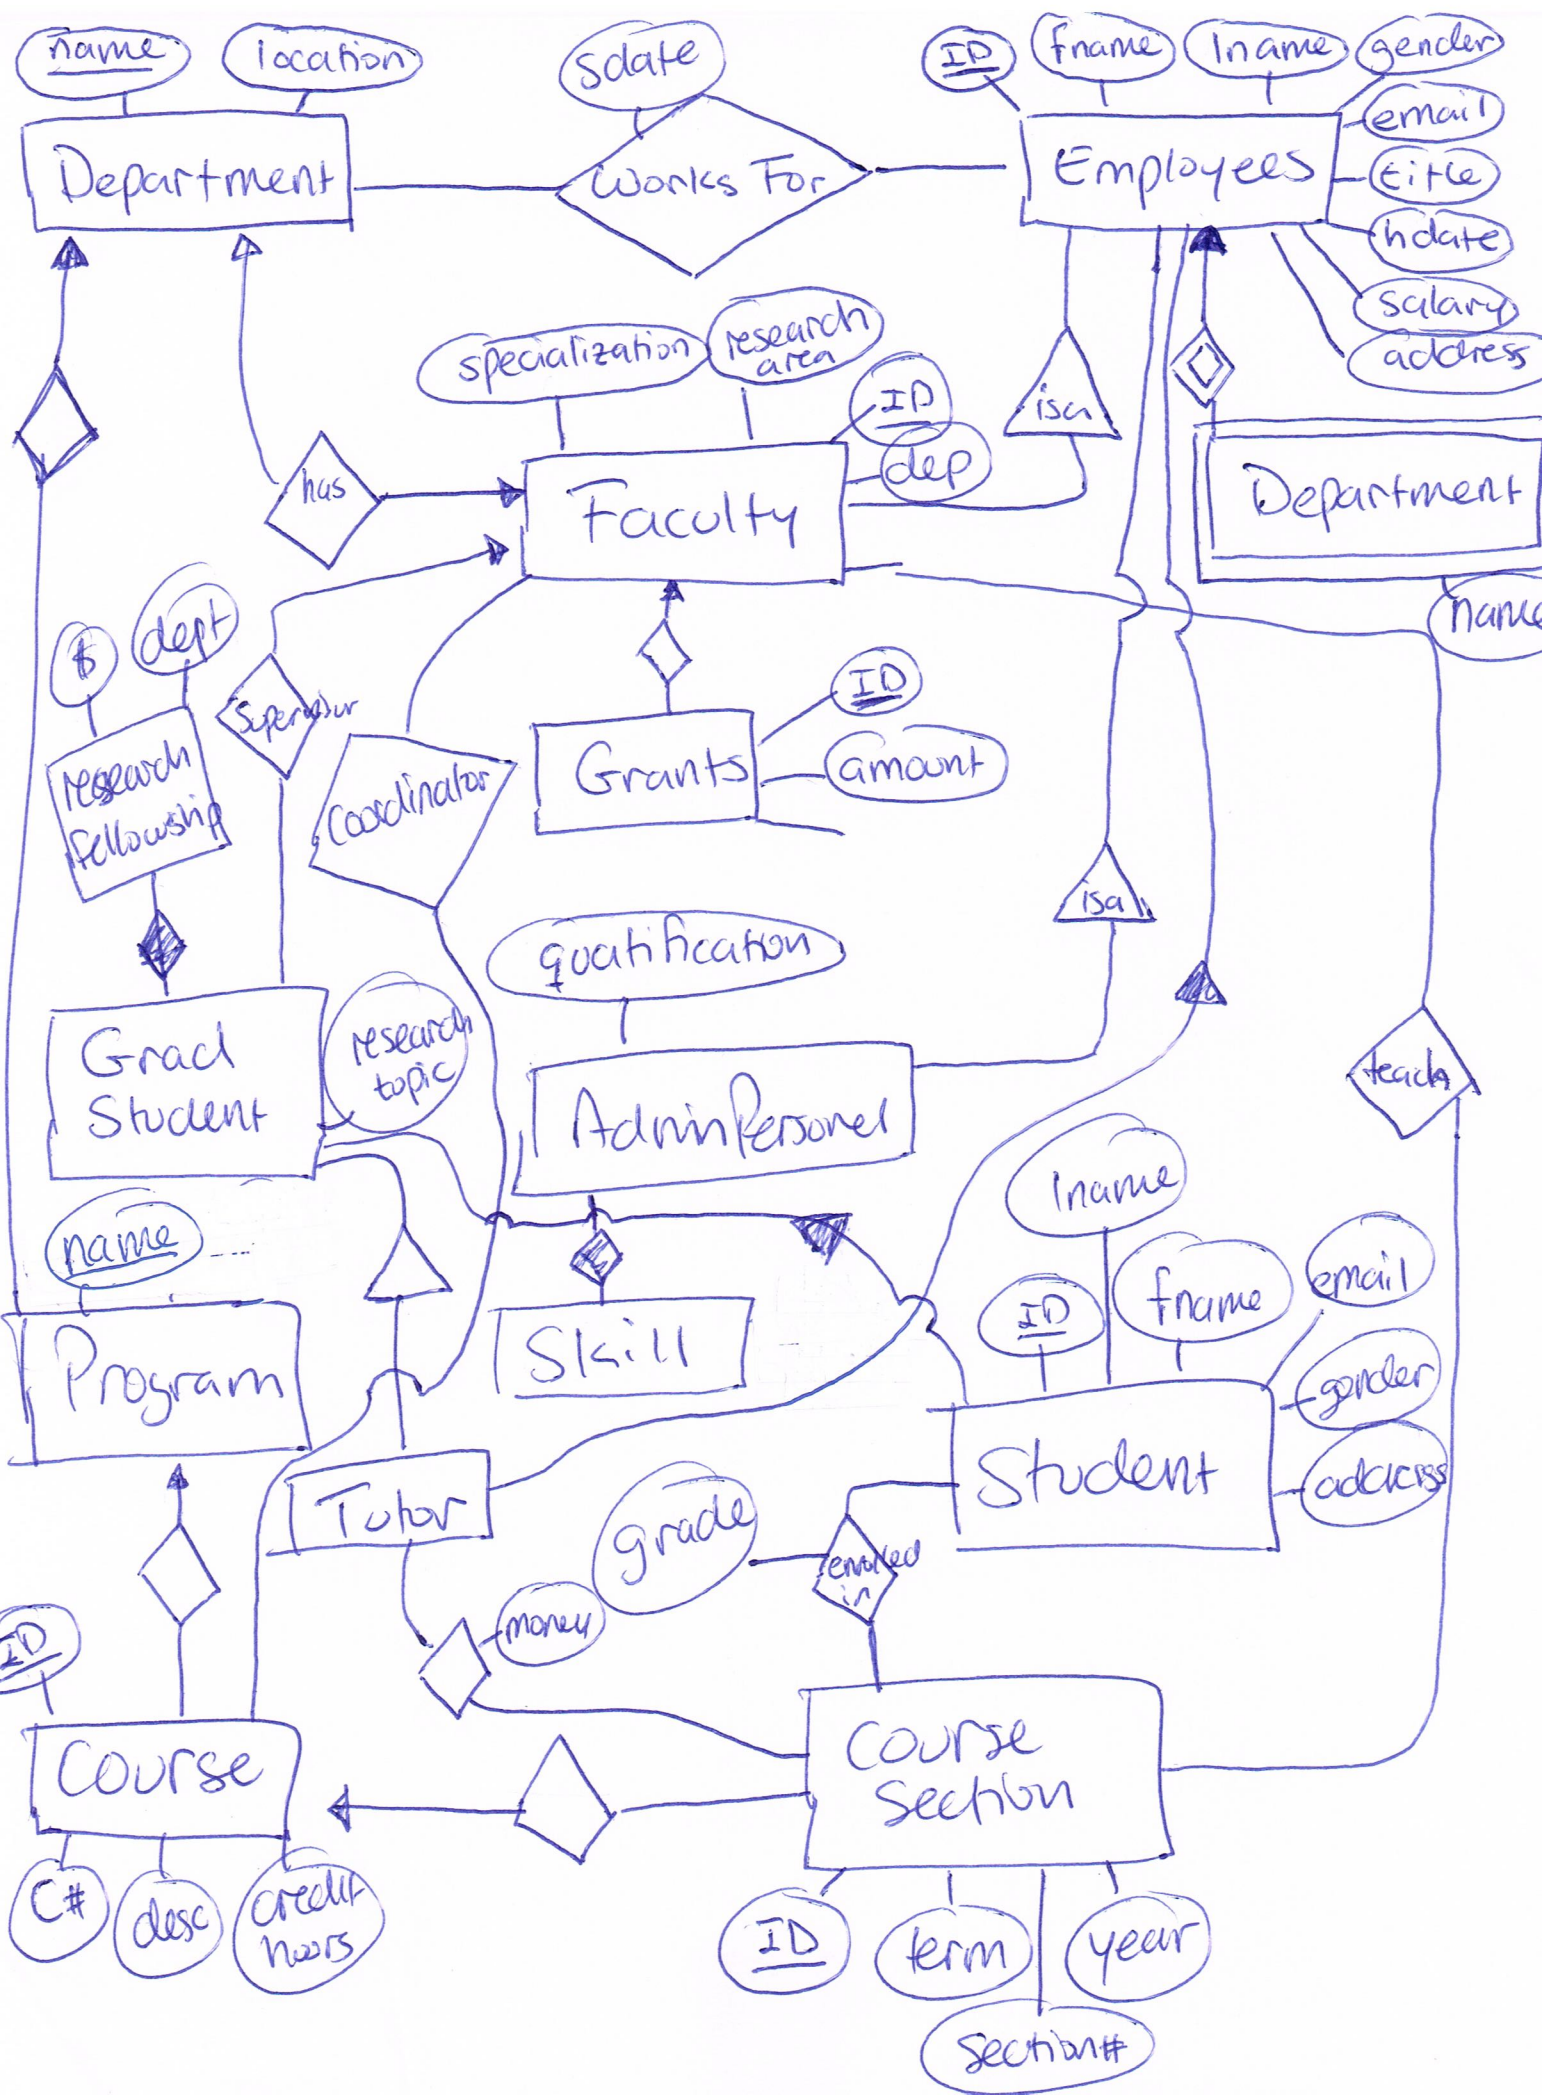 name
location
sdate
ID
fname
lname
gender
email
title
hdate
salary
address
Department
Works For
Employees
specialization
research
area
ID
dep
isa
has
Faculty
Department
name
$
dept
Supervisor
research
fellowship
Coordinator
Grants
ID
amount
isa
qualification
Grad
Student
research
topic
AdminPersonel
teach
name
lname
ID
fname
email
gender
address
Program
Skill
Student
Tutor
grade
enrolled
in
money
ID
Course
Course
Section
C#
desc
credit
hours
ID
term
year
Section#